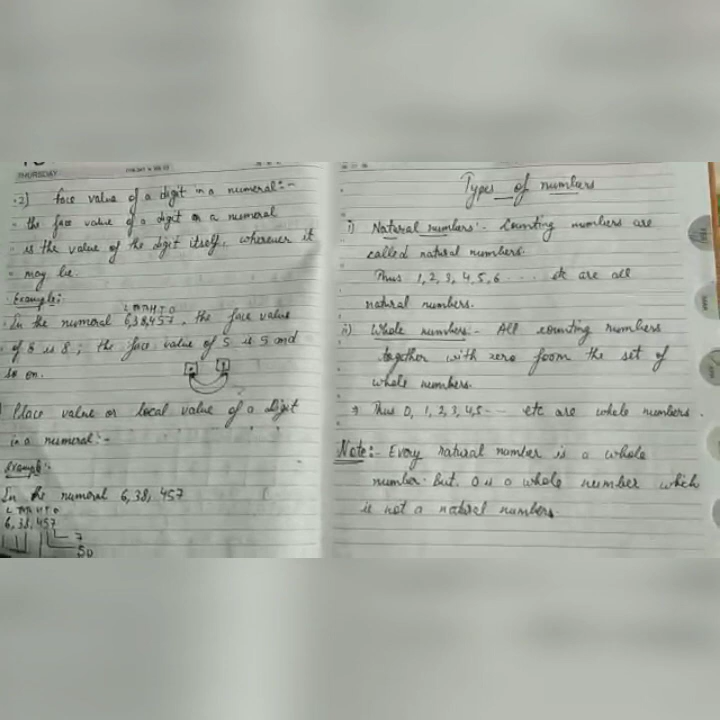 THURSDAY
2) face value of a digit in a numeral:-
the face value of a digit in a numeral
is the value of the digit itself, wherever it
may be.
Example:-
L TTH TH H T O
In the numeral 6,38,457, the face value
of 8 is 8; the face value of 5 is 5 and
so on.
Place value or local value of a digit
in a numeral:-
Example:-
In the numeral 6,38,457
L TTH TH H T O
6,38,457
7
50
Types of numbers
i) Natural numbers:- Counting numbers are
called natural numbers.
Thus 1,2,3,4,5,6 .... etc are all
natural numbers.
ii) Whole numbers:- All counting numbers
together with zero foom the set of
whole numbers.
⇒ Thus 0, 1,2,3,4,5-- -- etc are whole numbers.
Note:- Every natural number is a whole
number. but. 0 is a whole number which
is not a natural numbers.